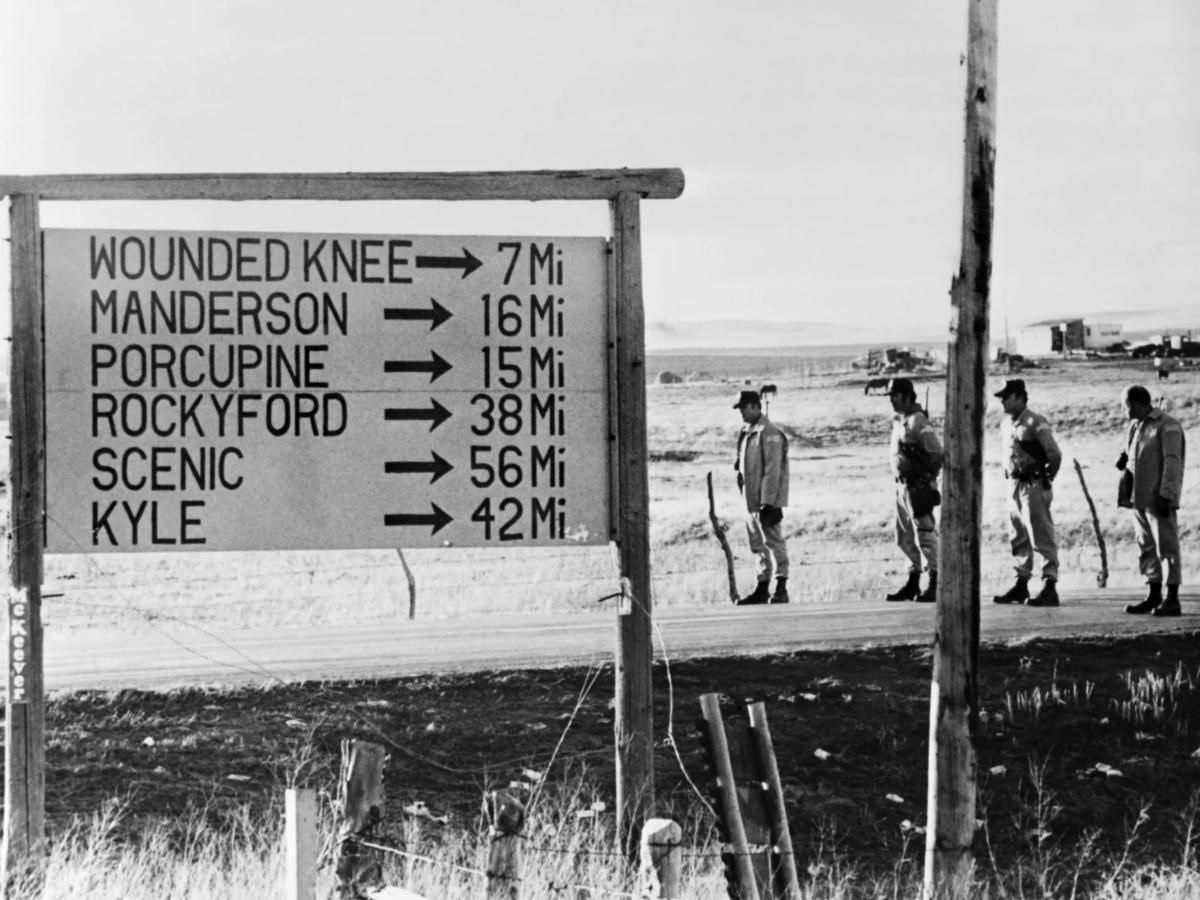 WOUNDED KNEE → 7 Mi
MANDERSON → 16 Mi
PORCUPINE → 15 Mi
ROCKYFORD → 38 Mi
SCENIC → 56 Mi
KYLE → 42 Mi
McKeever